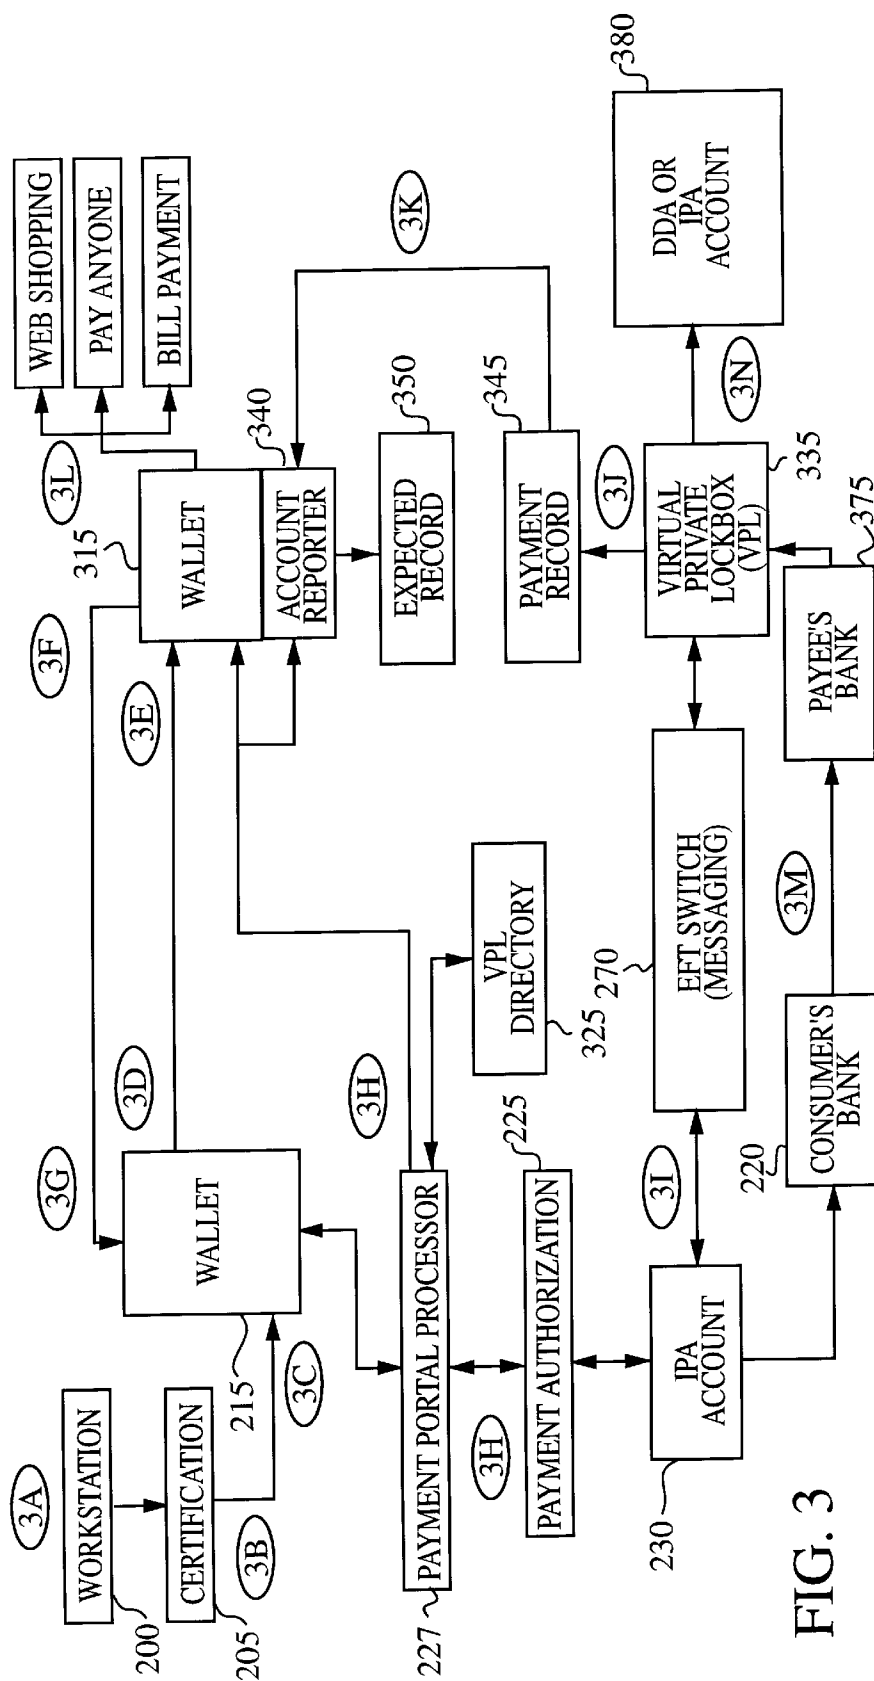 3A
WORKSTATION
200
CERTIFICATION
205
3B
3C
215
WALLET
3G
3D
3E
3F
315
WALLET
3L
WEB SHOPPING
PAY ANYONE
BILL PAYMENT
340
ACCOUNT
REPORTER
3K
EXPECTED
RECORD
350
PAYMENT
RECORD
345
3H
PAYMENT PORTAL PROCESSOR
227
3H
VPL
DIRECTORY
325
PAYMENT AUTHORIZATION
225
IPA
ACCOUNT
230
3I
EFT SWITCH
(MESSAGING)
270
3J
VIRTUAL
PRIVATE
LOCKBOX
(VPL)
335
3N
DDA OR
IPA
ACCOUNT
380
CONSUMER'S
BANK
220
3M
PAYEE'S
BANK
375
FIG. 3